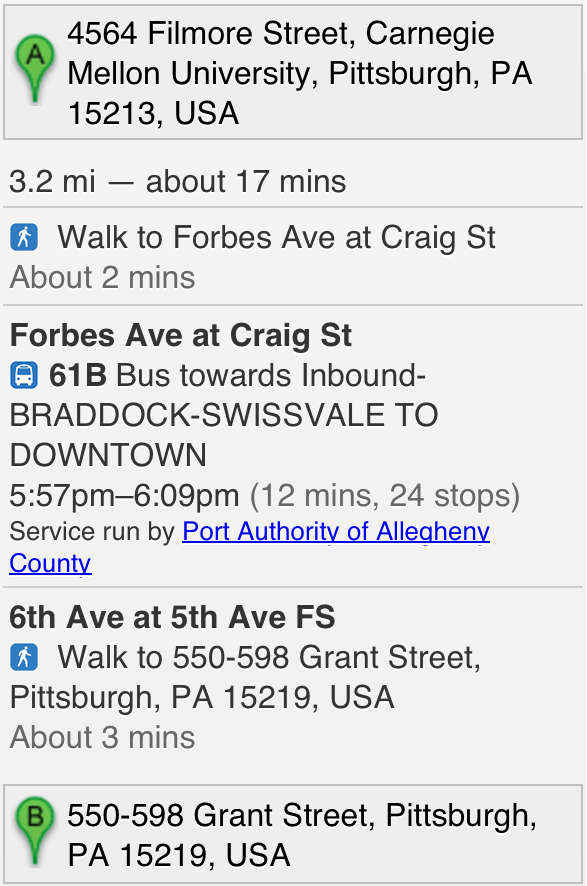 A
4564 Filmore Street, Carnegie
Mellon University, Pittsburgh, PA
15213, USA
3.2 mi — about 17 mins
Walk to Forbes Ave at Craig St
About 2 mins
Forbes Ave at Craig St
61B Bus towards Inbound-
BRADDOCK-SWISSVALE TO
DOWNTOWN
5:57pm–6:09pm (12 mins, 24 stops)
Service run by Port Authority of Allegheny
County
6th Ave at 5th Ave FS
Walk to 550-598 Grant Street,
Pittsburgh, PA 15219, USA
About 3 mins
B
550-598 Grant Street, Pittsburgh,
PA 15219, USA